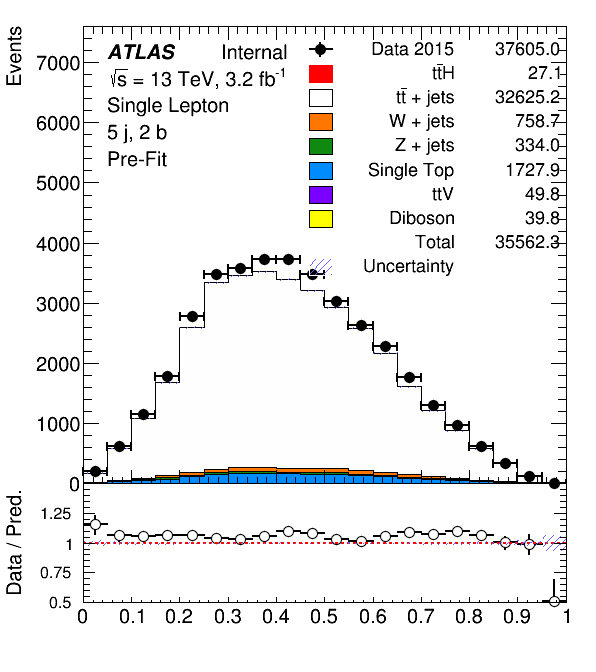 Events
7000
6000
5000
4000
3000
2000
1000
0
ATLAS Internal
√s = 13 TeV, 3.2 fb-1
Single Lepton
5 j, 2 b
Pre-Fit
Data 2015 37605.0
tt̄H 27.1
tt̄ + jets 32625.2
W + jets 758.7
Z + jets 334.0
Single Top 1727.9
ttV 49.8
Diboson 39.8
Total 35562.3
Uncertainty
Data / Pred.
1.25
1
0.75
0.5
0 0.1 0.2 0.3 0.4 0.5 0.6 0.7 0.8 0.9 1